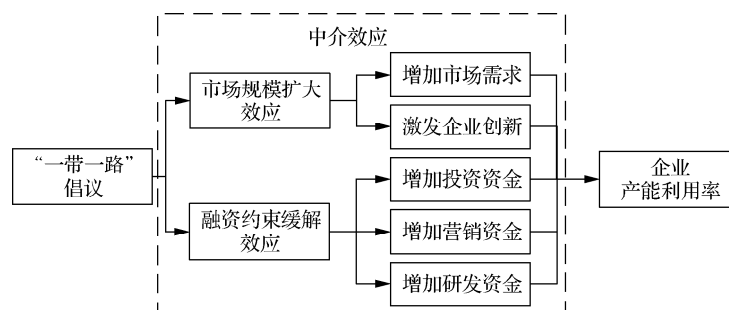 中介效应
“一带一路”
倡议
市场规模扩大
效应
融资约束缓解
效应
增加市场需求
激发企业创新
增加投资资金
增加营销资金
增加研发资金
企业
产能利用率